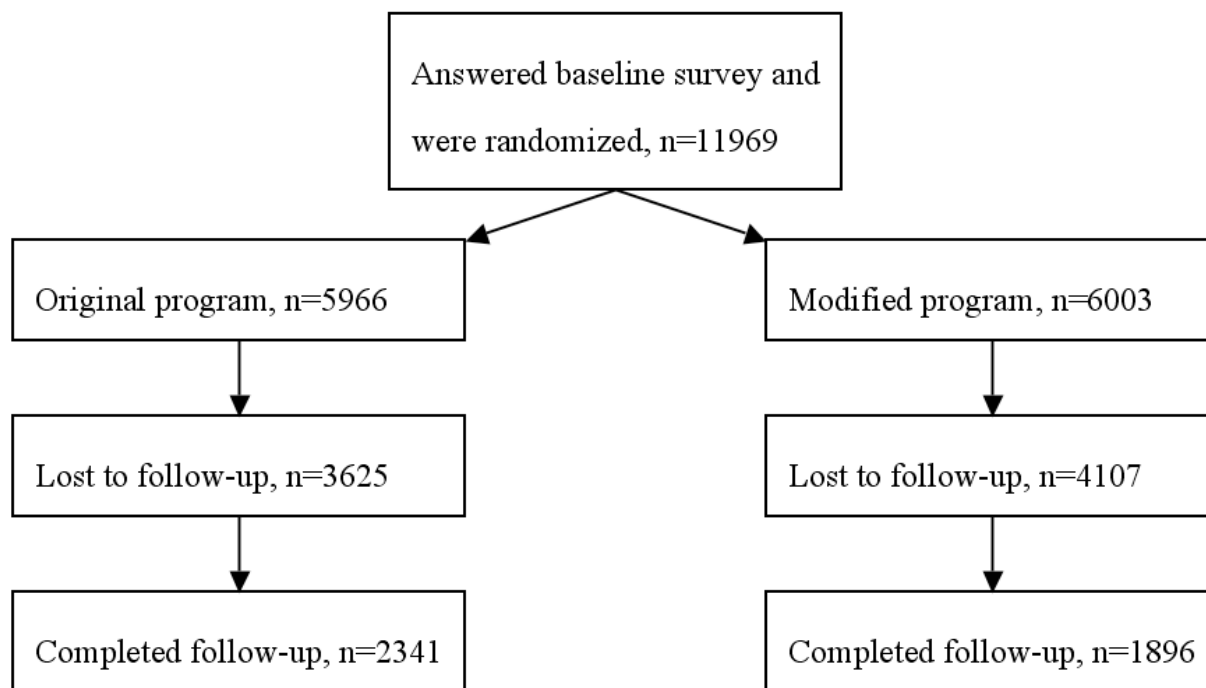 Answered baseline survey and
were randomized, n=11969
Original program, n=5966
Modified program, n=6003
Lost to follow-up, n=3625
Lost to follow-up, n=4107
Completed follow-up, n=2341
Completed follow-up, n=1896